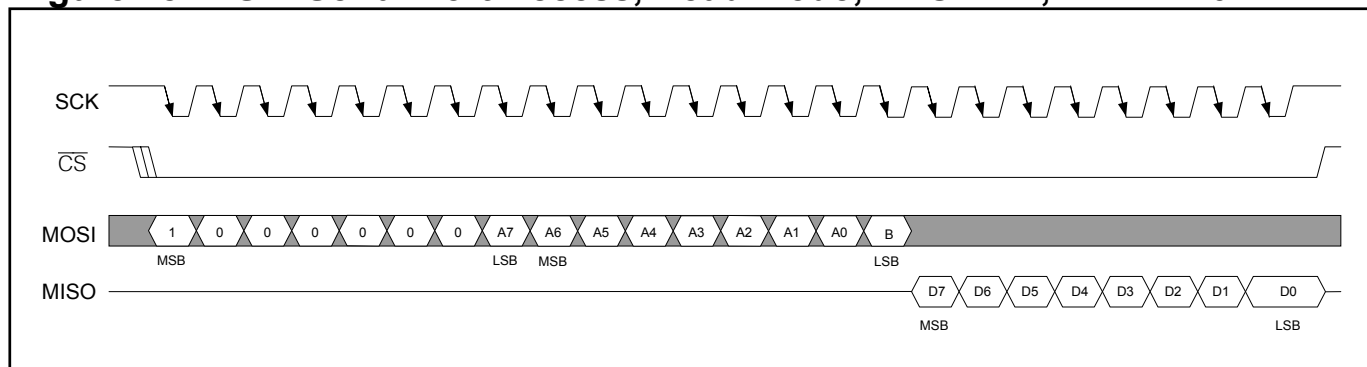 SCK
CS
MOSI 1 0 0 0 0 0 0 A7 A6 A5 A4 A3 A2 A1 A0 B
MSB LSB MSB LSB
MISO D7 D6 D5 D4 D3 D2 D1 D0
MSB LSB